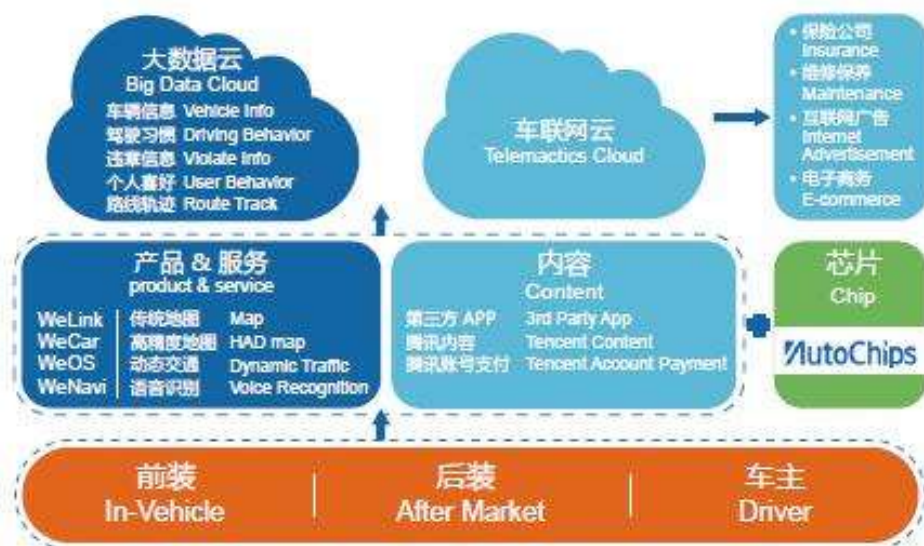 大数据云
Big Data Cloud
车辆信息 Vehicle Info
驾驶习惯 Driving Behavior
违章信息 Violate Info
个人喜好 User Behavior
路线轨迹 Route Track
车联网云
Telemactics Cloud
• 保险公司
Insurance
• 维修保养
Maintenance
• 互联网广告
Internet
Advertisement
• 电子商务
E-commerce
产品 & 服务
product & service
WeLink 传统地图 Map
WeCar 高精度地图 HAD map
WeOS 动态交通 Dynamic Traffic
WeNavi 语音识别 Voice Recognition
内容
Content
第三方 APP 3rd Party App
腾讯内容 Tencent Content
腾讯账号支付 Tencent Account Payment
芯片
Chip
AutoChips
前装
In-Vehicle
后装
After Market
车主
Driver